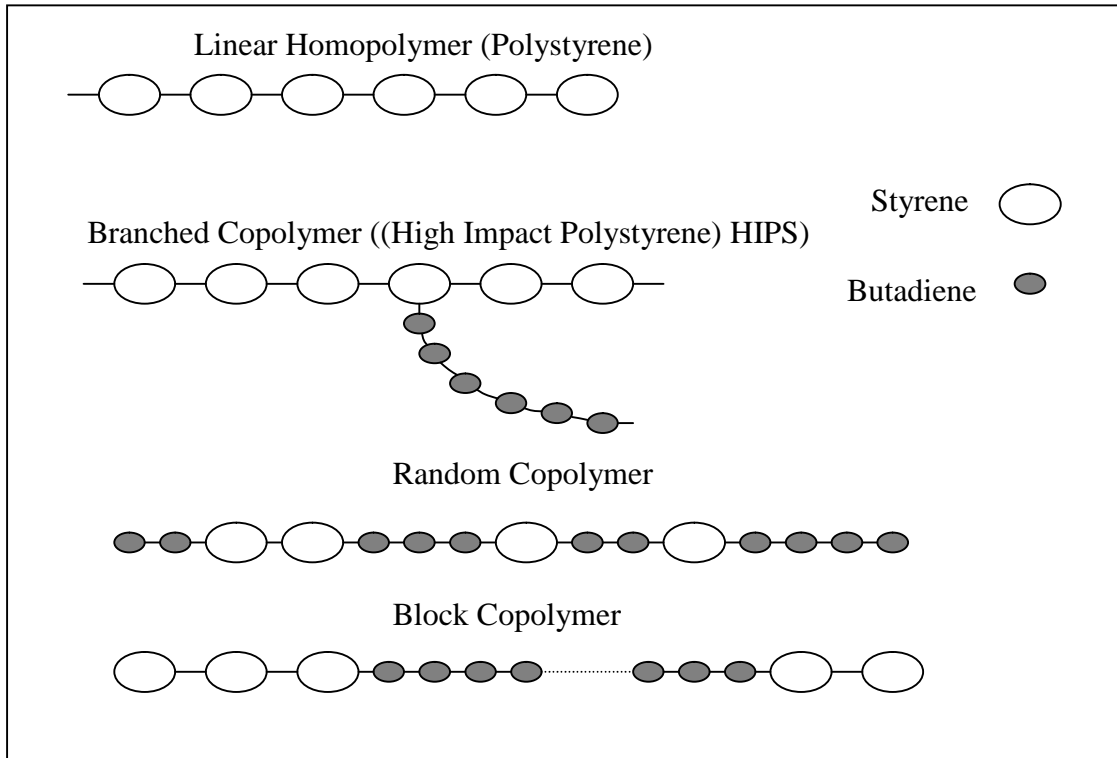 Linear Homopolymer (Polystyrene)
Styrene
Branched Copolymer ((High Impact Polystyrene) HIPS)
Butadiene
Random Copolymer
Block Copolymer